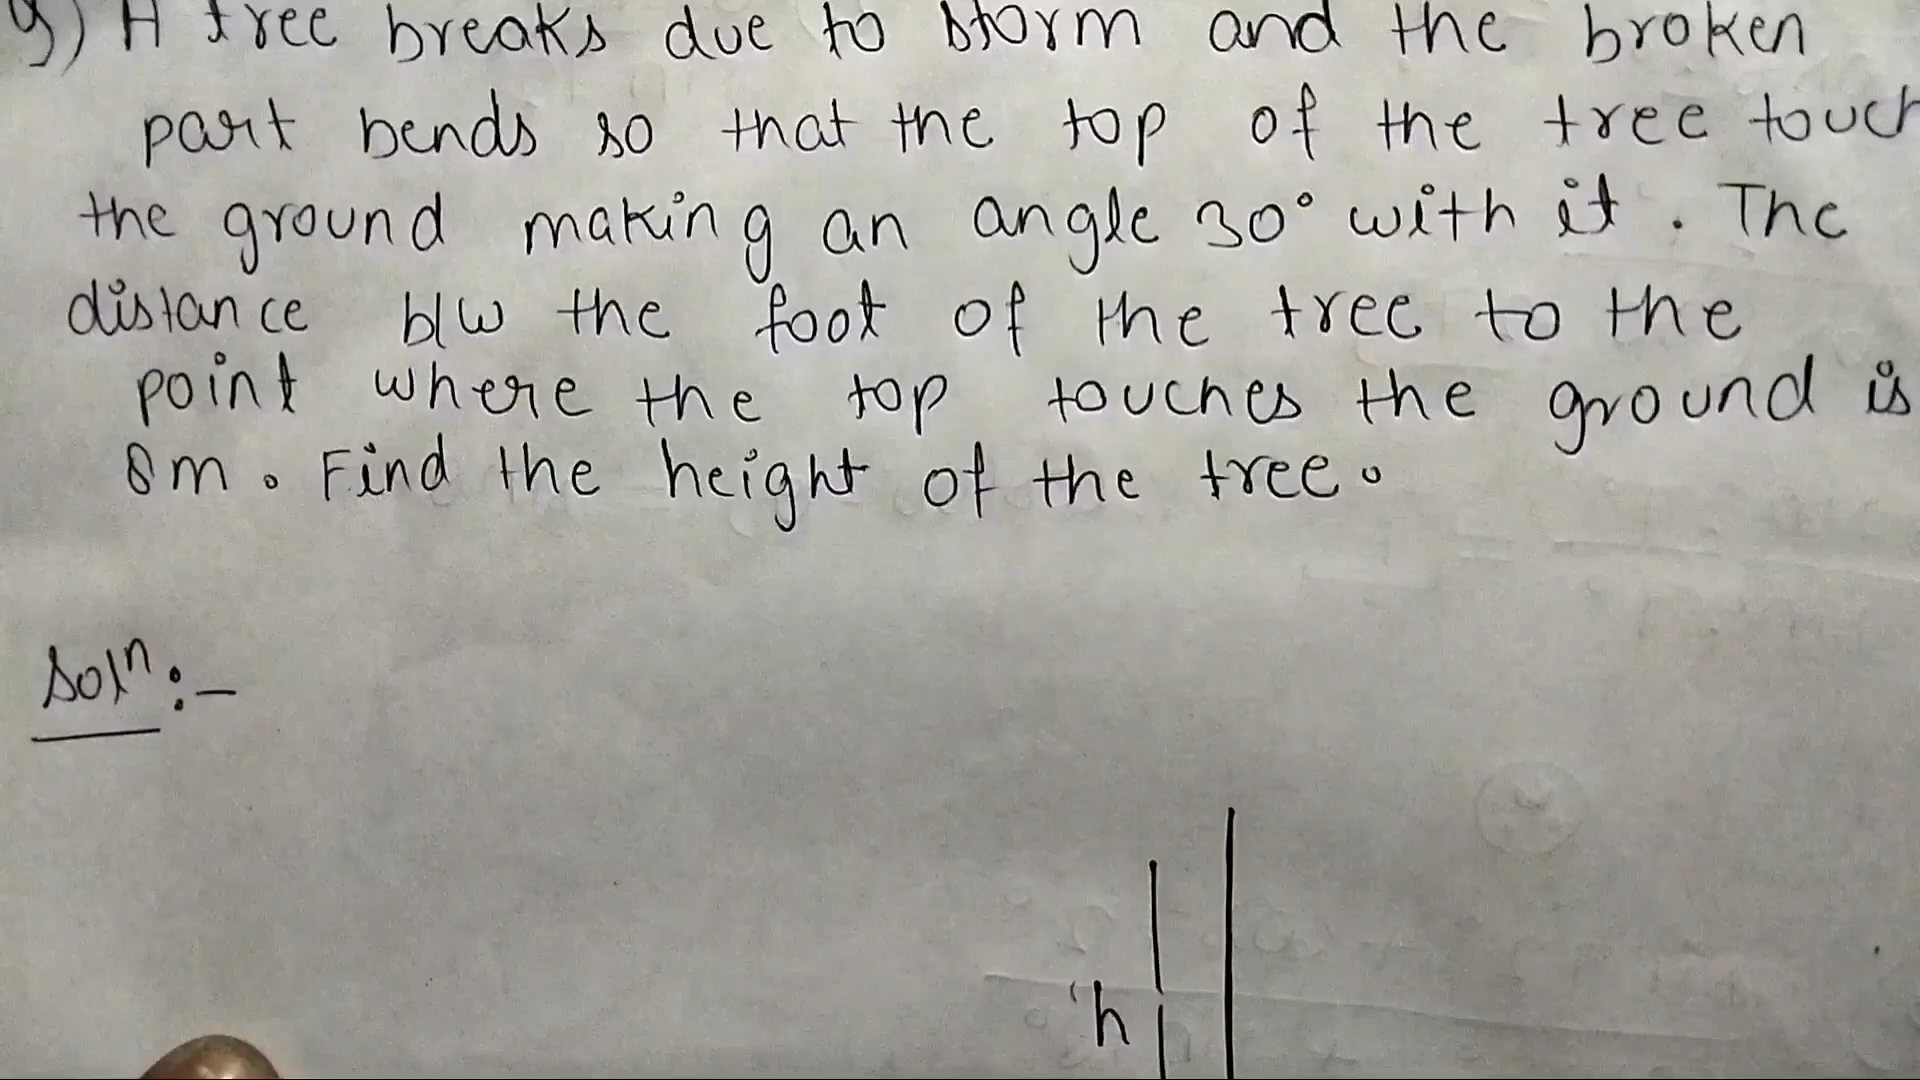 9) A tree breaks due to storm and the broken
part bends so that the top of the tree touch
the ground making an angle 30° with it. The
distance b/w the foot of the tree to the
point where the top touches the ground is
8m. Find the height of the tree.
Solⁿ:-
h